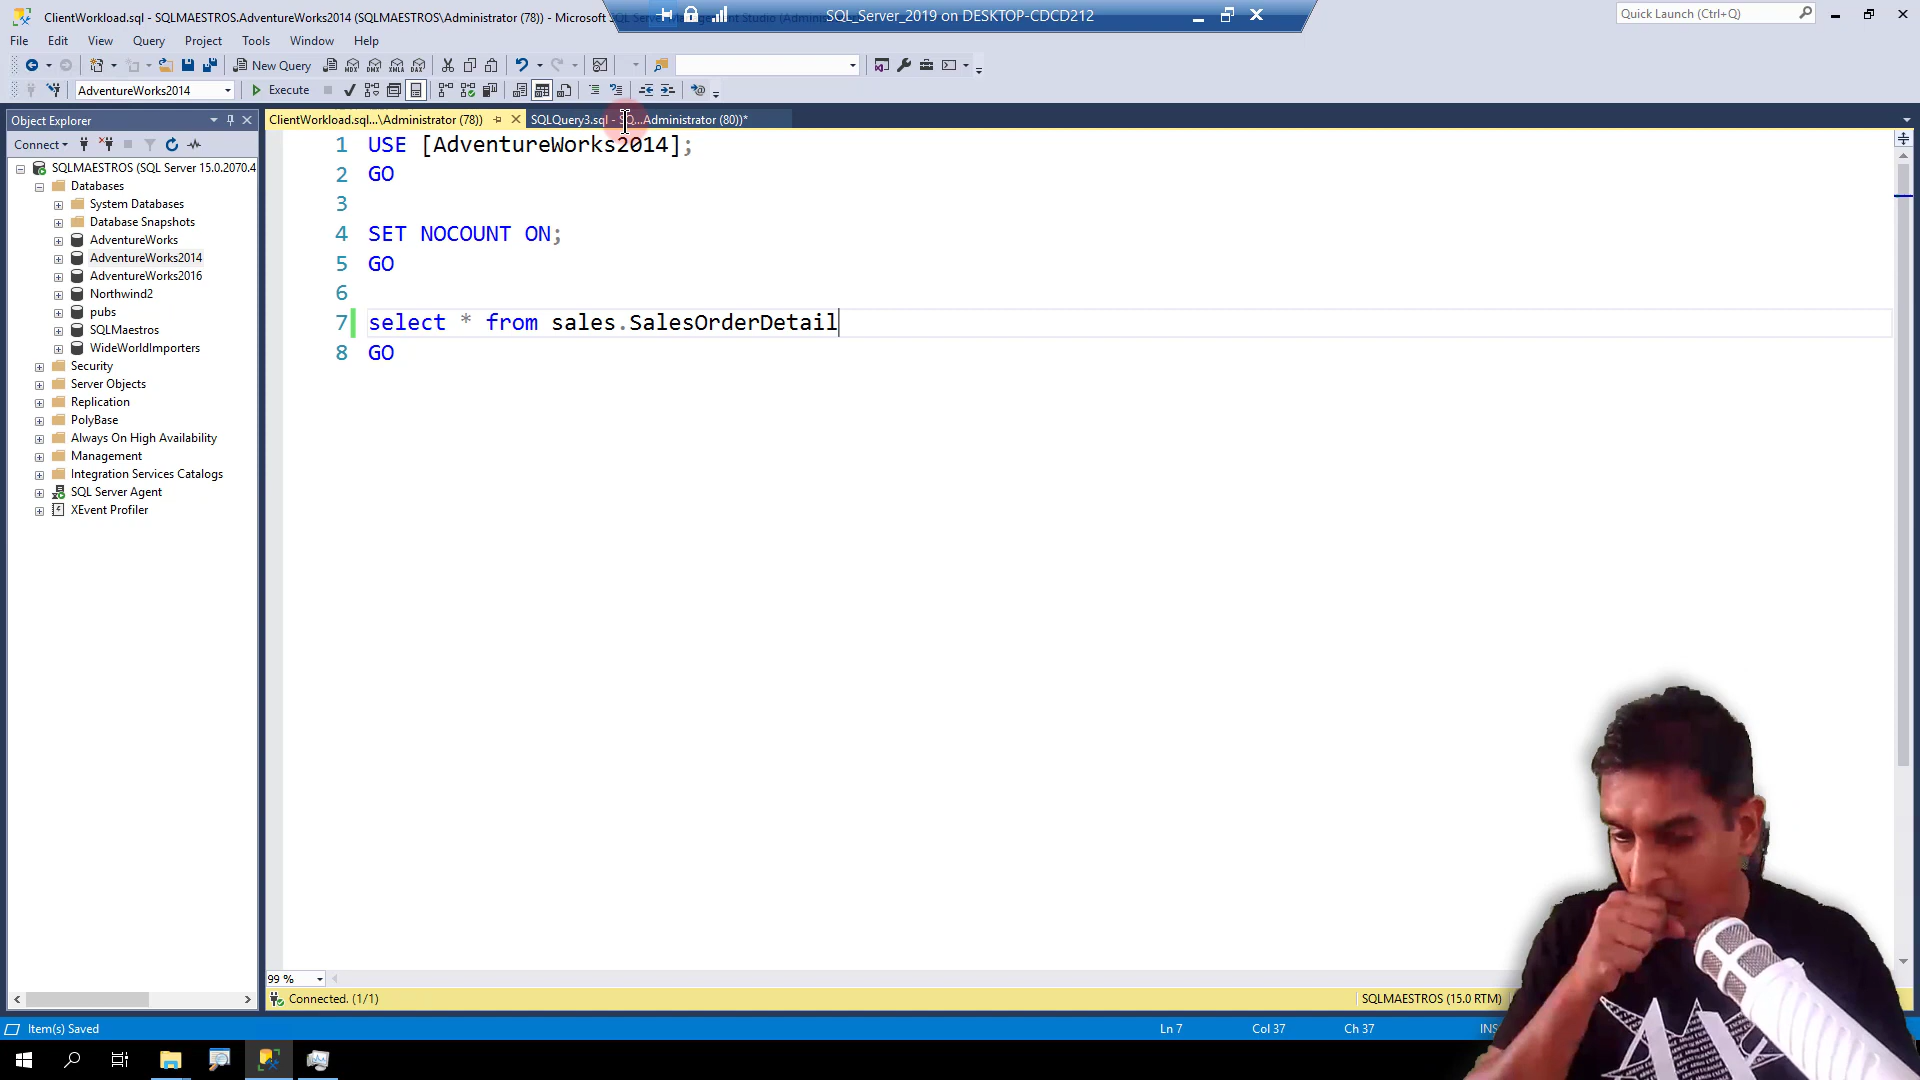 ClientWorkload.sql - SQLMAESTROS.AdventureWorks2014 (SQLMAESTROS\Administrator (78)) - Microsoft
SQL_Server_2019 on DESKTOP-CDCD212
Quick Launch (Ctrl+Q)
File Edit View Query Project Tools Window Help
New Query
AdventureWorks2014
Execute
Object Explorer
ClientWorkload.sql...\Administrator (78))
SQLQuery3.sql - SQ...Administrator (80))*
Connect
SQLMAESTROS (SQL Server 15.0.2070.4
Databases
System Databases
Database Snapshots
AdventureWorks
AdventureWorks2014
AdventureWorks2016
Northwind2
pubs
SQLMaestros
WideWorldImporters
Security
Server Objects
Replication
PolyBase
Always On High Availability
Management
Integration Services Catalogs
SQL Server Agent
XEvent Profiler
1 USE [AdventureWorks2014];
2 GO
3
4 SET NOCOUNT ON;
5 GO
6
7 select * from sales.SalesOrderDetail
8 GO
99 %
Connected. (1/1)
SQLMAESTROS (15.0 RTM)
Item(s) Saved
Ln 7 Col 37 Ch 37 INS